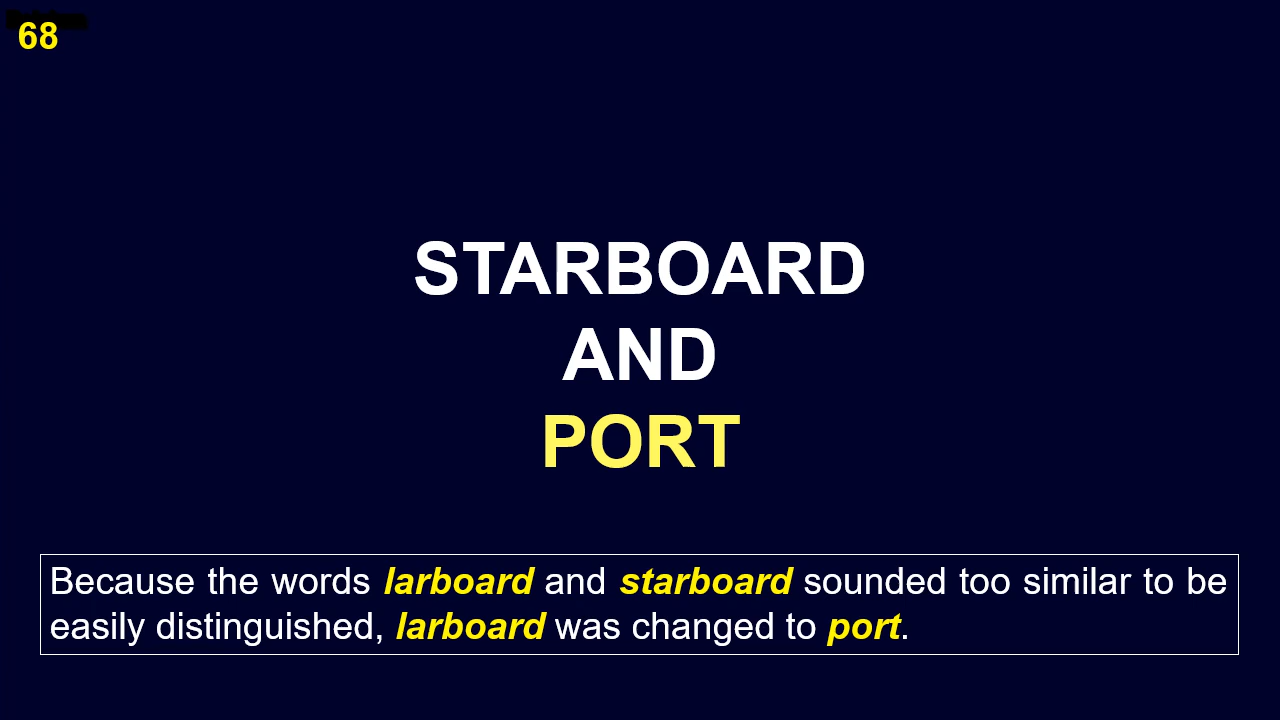 68
STARBOARD
AND
PORT
Because the words larboard and starboard sounded too similar to be
easily distinguished, larboard was changed to port.